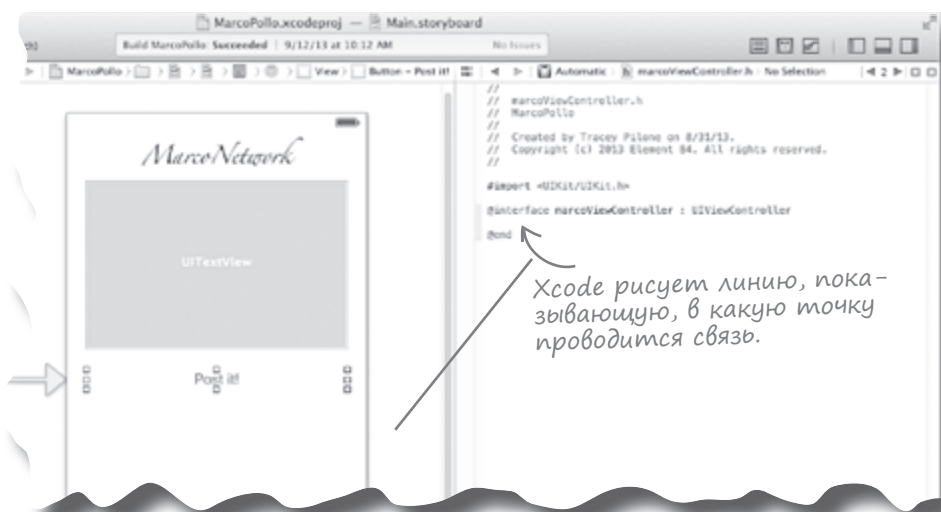 MarcoPollo.xcodeproj — Main.storyboard
Build MarcoPollo: Succeeded | 9/12/13 at 10:12 AM
No Issues
MarcoPollo
View
Button – Post it!
Automatic
marcoViewController.h
No Selection
2
//
// marcoViewController.h
// MarcoPollo
//
// Created by Tracey Pilone on 8/31/13.
// Copyright (c) 2013 Element 84. All rights reserved.
//
#import <UIKit/UIKit.h>
@interface marcoViewController : UIViewController
@end
MarcoNetwork
UITextView
Post it!
Xcode рисует линию, пока-
зывающую, в какую точку
проводится связь.